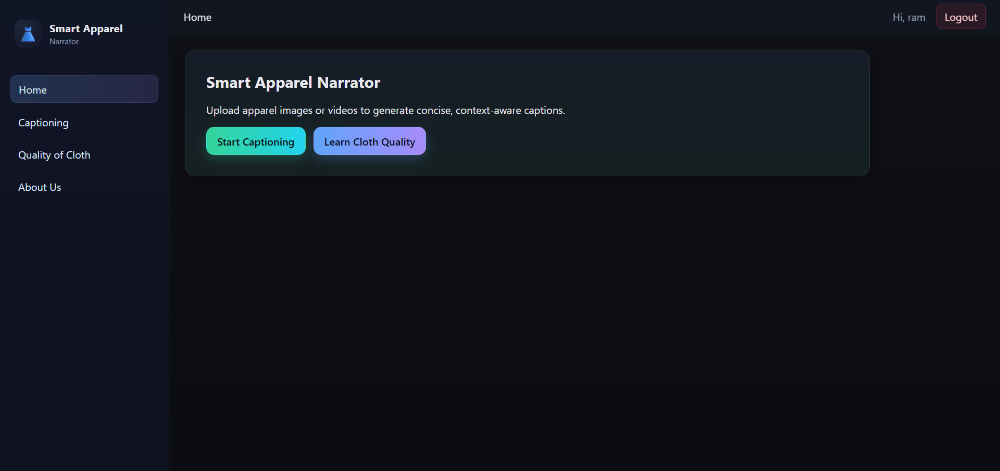 Smart Apparel
Narrator
Home
Captioning
Quality of Cloth
About Us
Home
Hi, ram
Logout
Smart Apparel Narrator
Upload apparel images or videos to generate concise, context-aware captions.
Start Captioning
Learn Cloth Quality